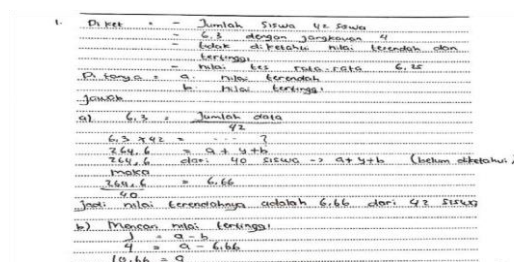 1. Diket = - Jumlah siswa 42 siswa
- 6,3 dengan jangkauan 4
- tidak diketahui nilai terendah dan
tertinggi
- nilai tes rata-rata 6,25
Ditanya = a. nilai terendah
b. nilai tertinggi
Jawab
a) 6,3 = Jumlah data
42
6,3 x 42 = ---- ?
264,6 = a + y + b
264,6 dari 40 siswa -> a+y+b (belum diketahui)
maka
264,6 = 6,66
40
Jadi nilai terendahnya adalah 6,66 dari 42 siswa
b) Mencari nilai tertinggi
J = a - b
4 = a - 6,66
10,66 = a